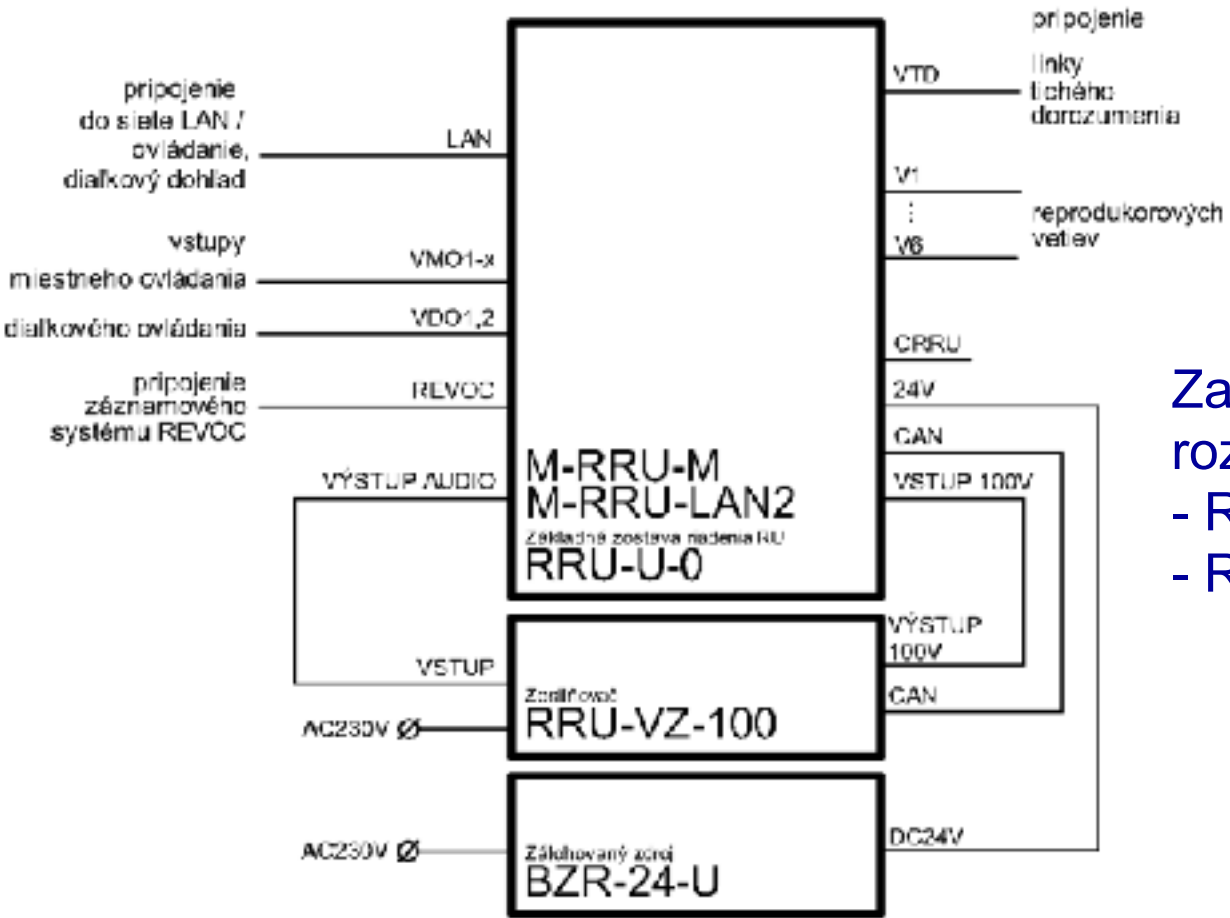 pripojenie
do siete LAN /
ovládanie,
diaľkový dohľad
LAN
vstupy
miestneho ovládania
VMO1-x
diaľkového ovládania
VDO1,2
pripojenie
záznamového
systému REVOC
REVOC
VÝSTUP AUDIO
M-RRU-M
M-RRU-LAN2
Základná zostava riadenia RU
RRU-U-0
pripojenie
VTD
linky
tichého
dorozumenia
V1
⋮
V6
reprodukorových
vetiev
CRRU
24V
CAN
VSTUP 100V
VSTUP
AC230V
Zosilňovač
RRU-VZ-100
VÝSTUP
100V
CAN
AC230V
Zálohovaný zdroj
BZR-24-U
DC24V
Za
roz
- R
- R